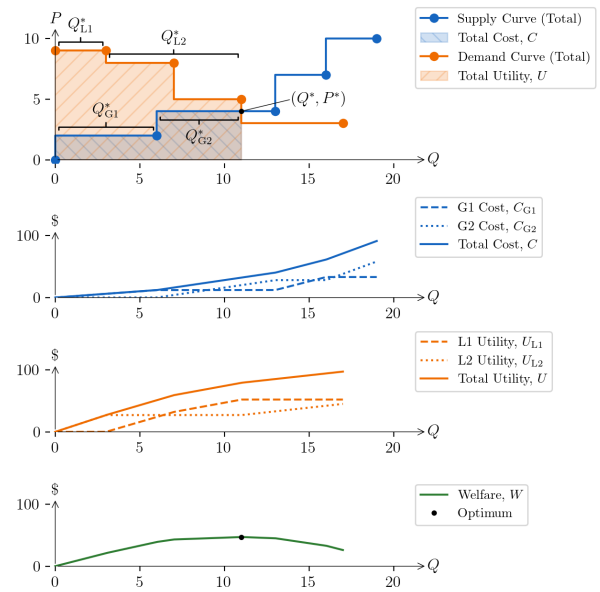 P
Q*L1
Q*L2
Q*G1
Q*G2
(Q*, P*)
10
5
0
0
5
10
15
20
Q
Supply Curve (Total)
Total Cost, C
Demand Curve (Total)
Total Utility, U
$
100
0
0
5
10
15
20
Q
G1 Cost, CG1
G2 Cost, CG2
Total Cost, C
$
100
0
0
5
10
15
20
Q
L1 Utility, UL1
L2 Utility, UL2
Total Utility, U
$
100
0
0
5
10
15
20
Q
Welfare, W
Optimum